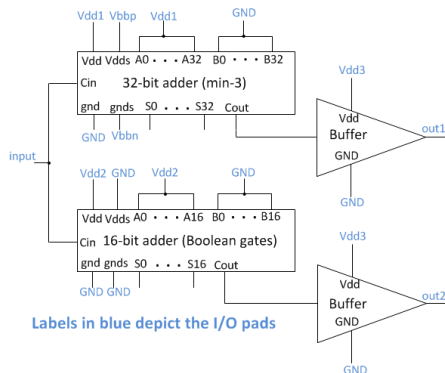 Vdd1 Vbbp Vdd1 GND
Vdd Vdds A0 · · · A32 B0 · · · B32
Cin
32-bit adder (min-3)
gnd gnds S0 · · · S32 Cout
GND Vbbn
Vdd3
Vdd
Buffer
GND
out1
GND
input
Vdd2 GND Vdd2 GND
Vdd Vdds A0 · · · A16 B0 · · · B16
Cin
16-bit adder (Boolean gates)
gnd gnds S0 · · · S16 Cout
GND GND
Vdd3
Vdd
Buffer
GND
out2
GND
Labels in blue depict the I/O pads